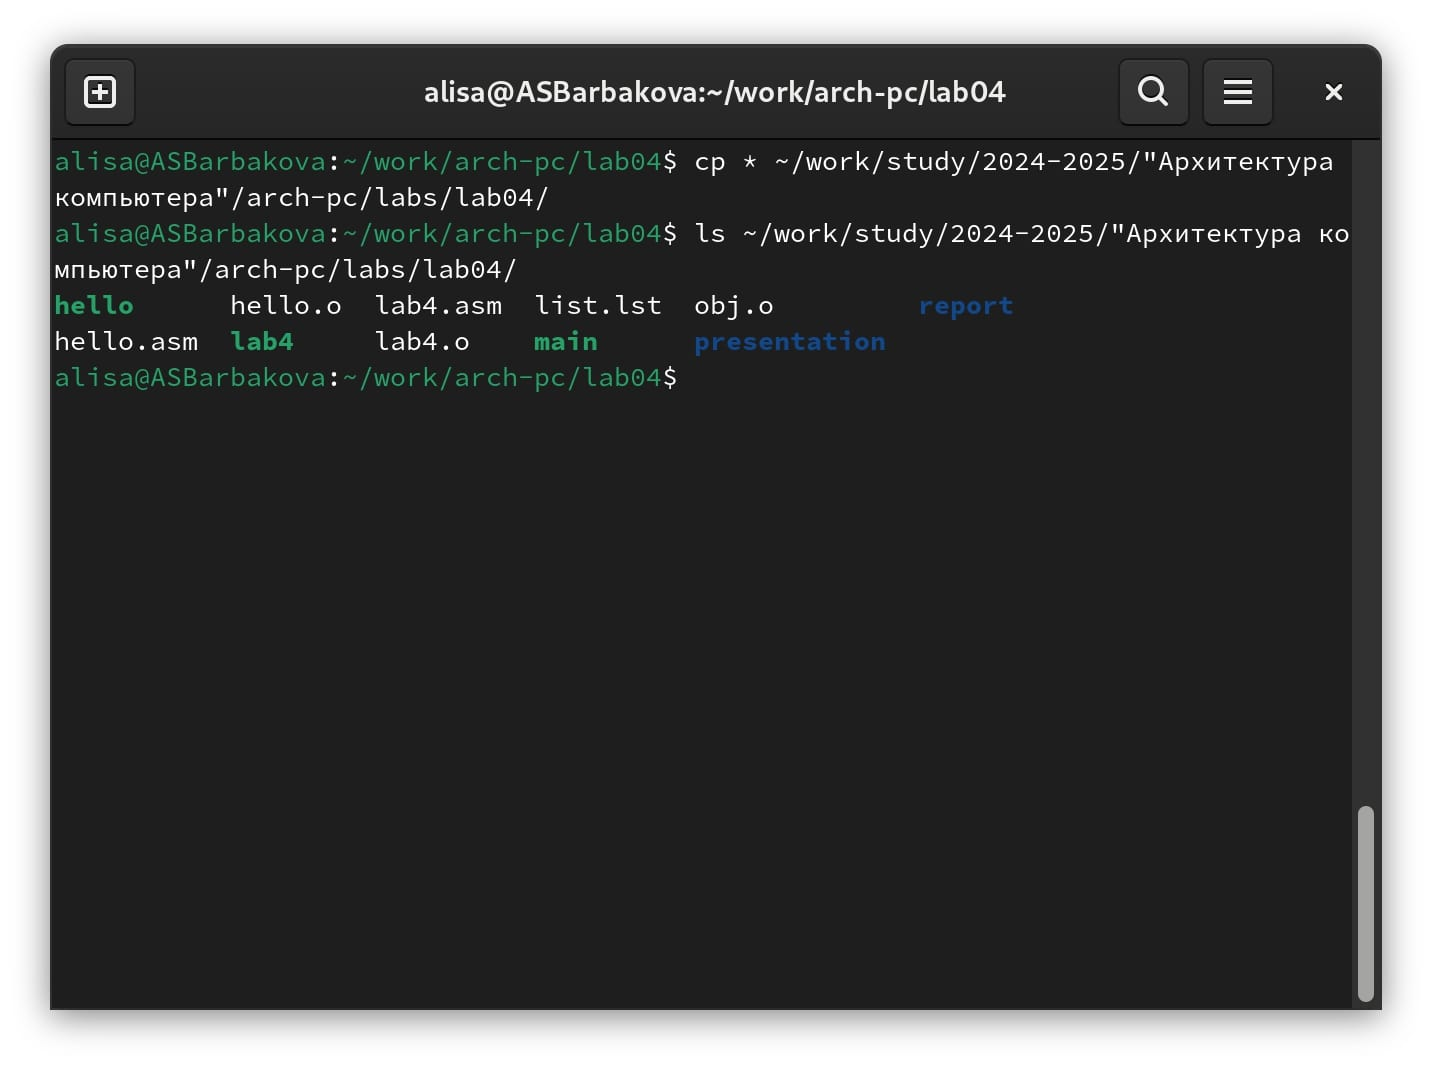 alisa@ASBarbakova:~/work/arch-pc/lab04
alisa@ASBarbakova:~/work/arch-pc/lab04$ cp * ~/work/study/2024-2025/"Архитектура
компьютера"/arch-pc/labs/lab04/
alisa@ASBarbakova:~/work/arch-pc/lab04$ ls ~/work/study/2024-2025/"Архитектура ко
мпьютера"/arch-pc/labs/lab04/
hello      hello.o  lab4.asm  list.lst  obj.o         report
hello.asm  lab4     lab4.o    main      presentation
alisa@ASBarbakova:~/work/arch-pc/lab04$